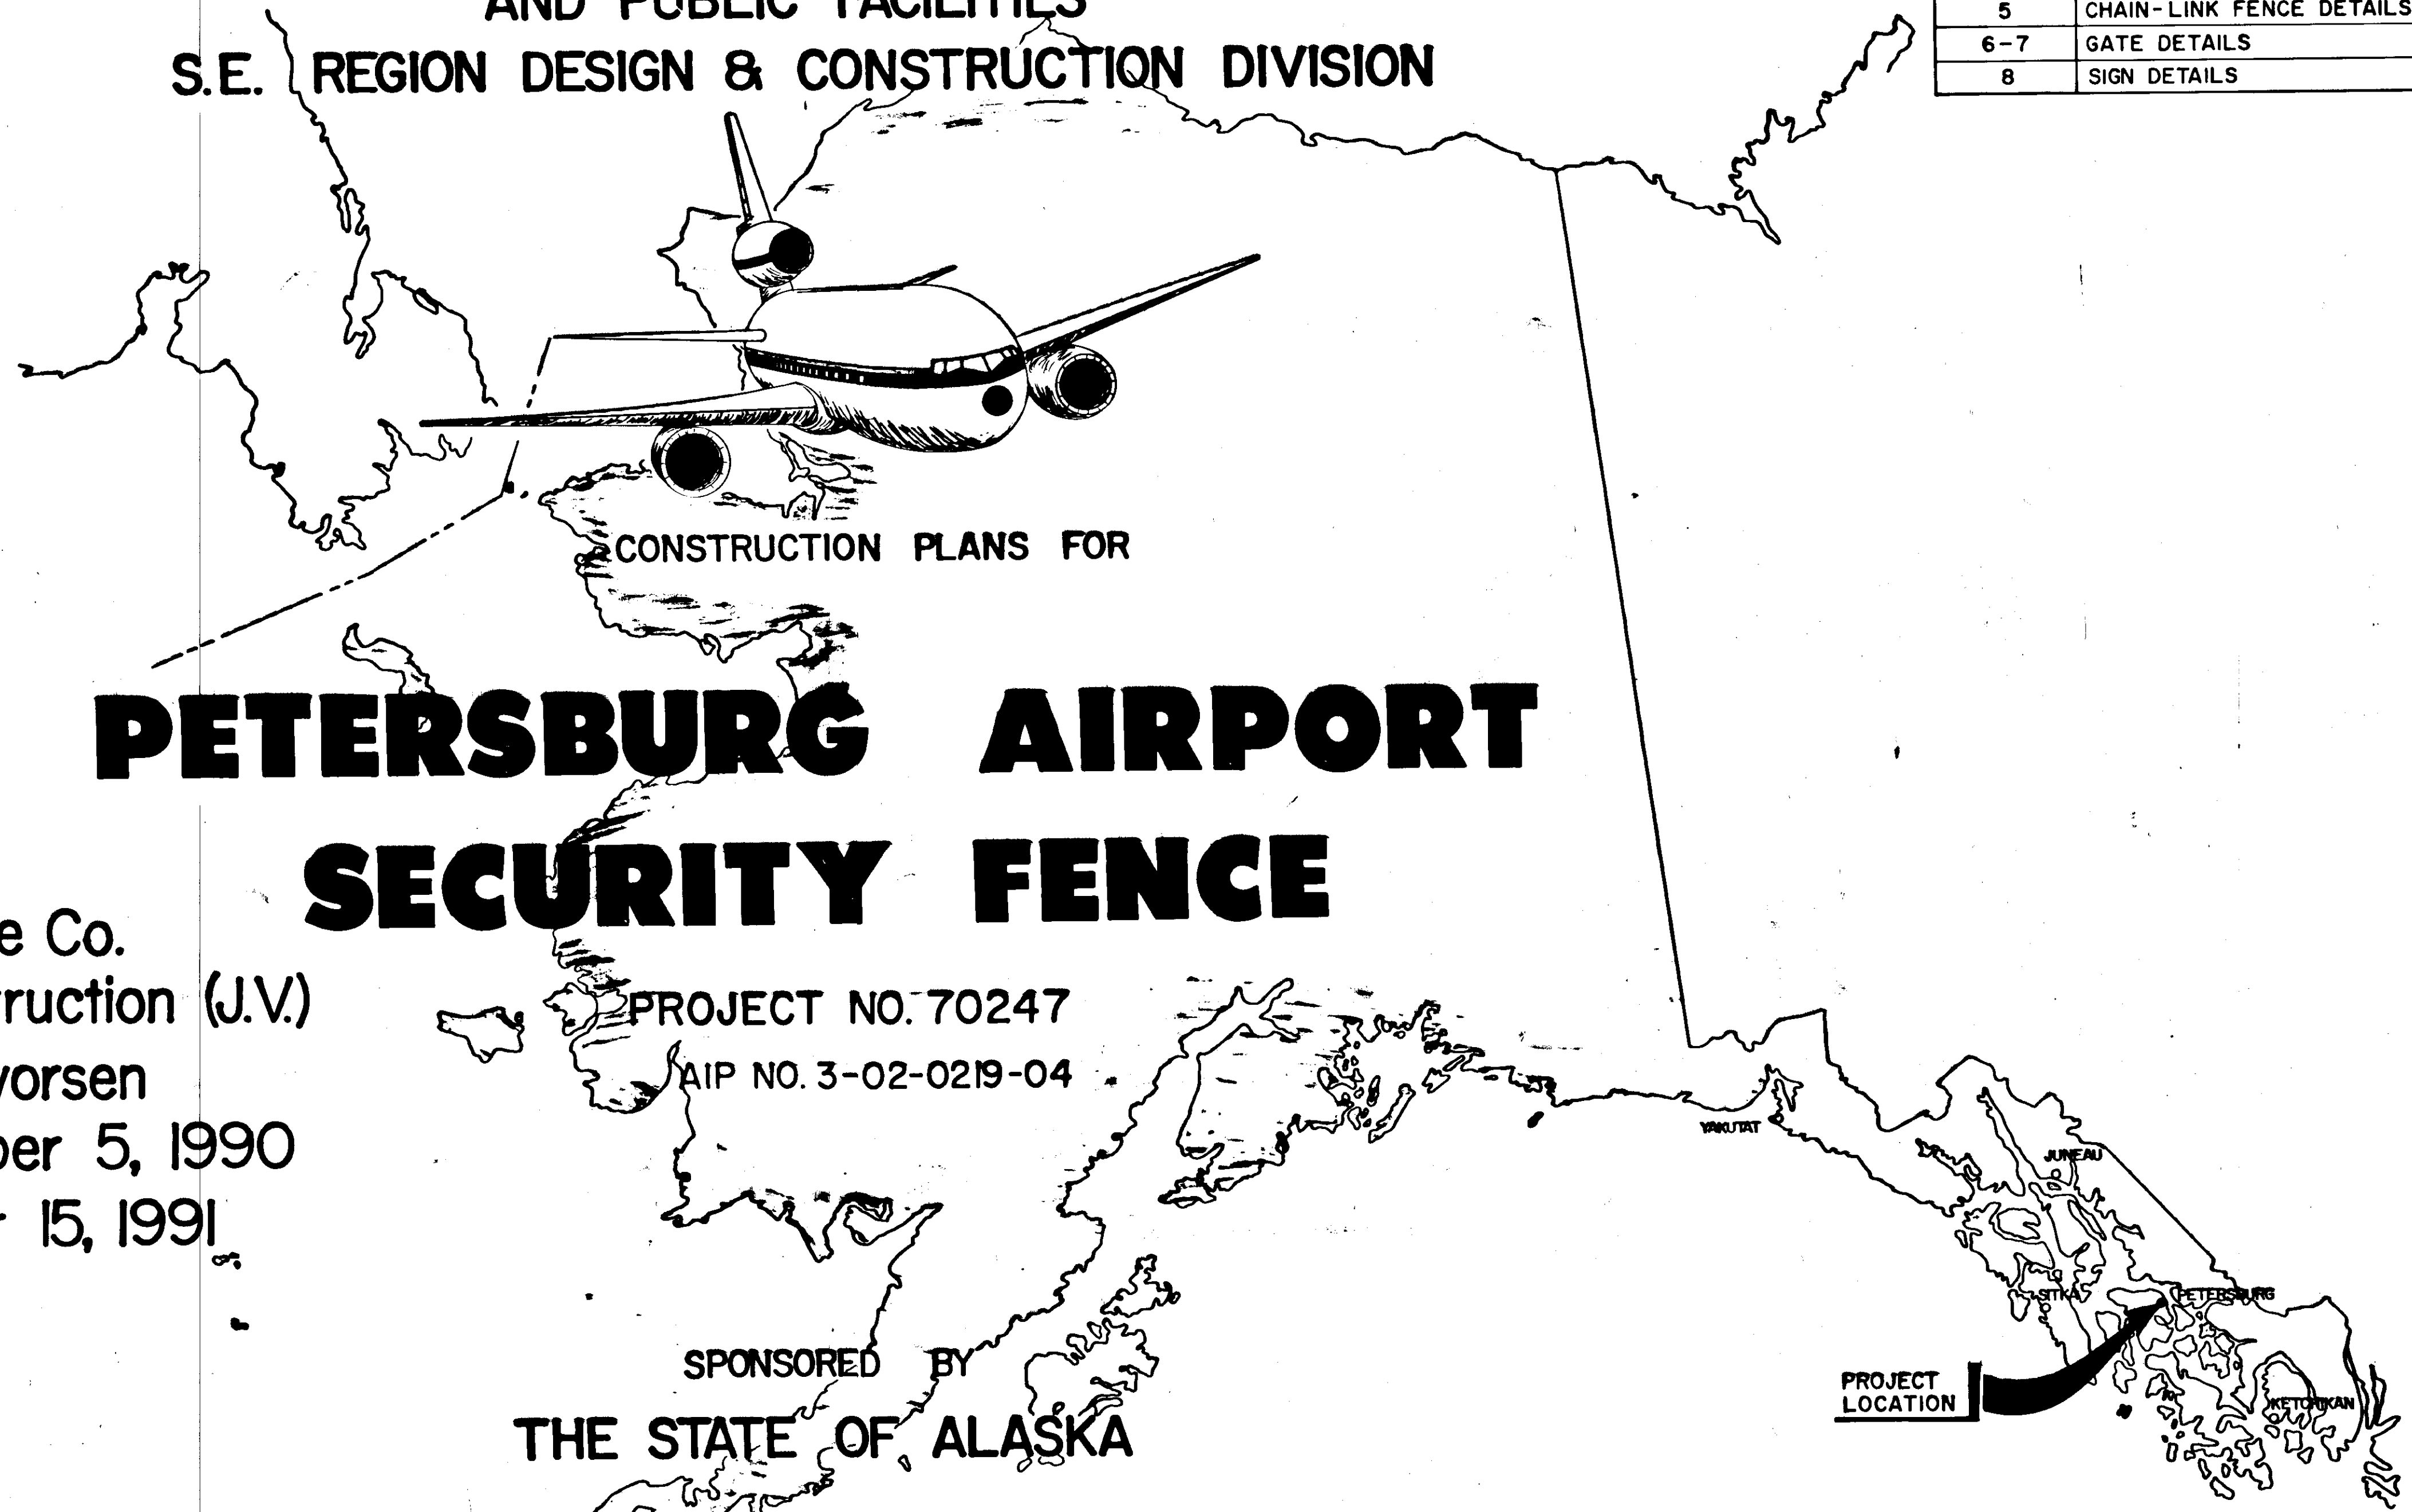 AND PUBLIC FACILITIES
S.E. REGION DESIGN & CONSTRUCTION DIVISION
5 CHAIN-LINK FENCE DETAILS
6-7 GATE DETAILS
8 SIGN DETAILS
CONSTRUCTION PLANS FOR
PETERSBURG AIRPORT
SECURITY FENCE
e Co.
ruction (J.V.)
vorsen
ber 5, 1990
r 15, 1991
PROJECT NO. 70247
AIP NO. 3-02-0219-04
SPONSORED BY
THE STATE OF ALASKA
YAKUTAT
JUNEAU
SITKA
PETERSBURG
PROJECT
LOCATION
KETCHIKAN